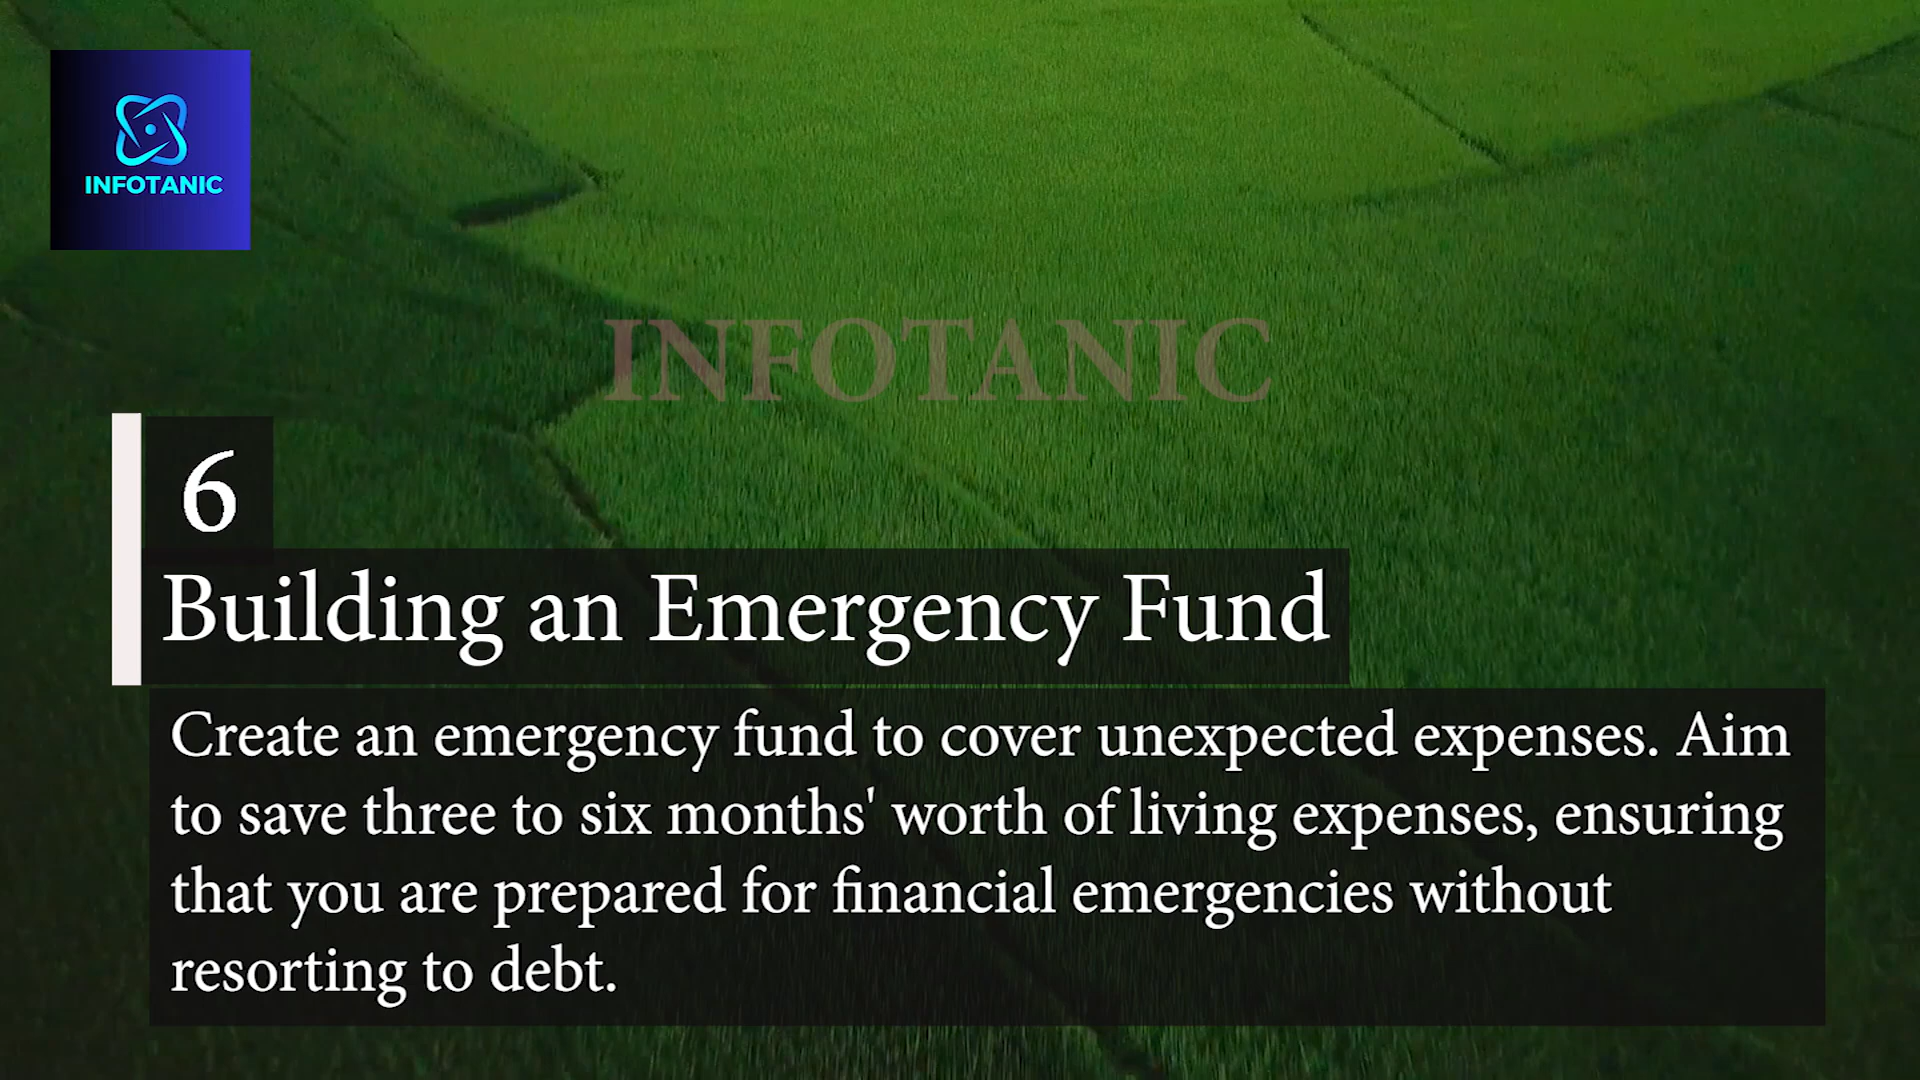 INFOTANIC
INFOTANIC
6
Building an Emergency Fund
Create an emergency fund to cover unexpected expenses. Aim
to save three to six months' worth of living expenses, ensuring
that you are prepared for financial emergencies without
resorting to debt.